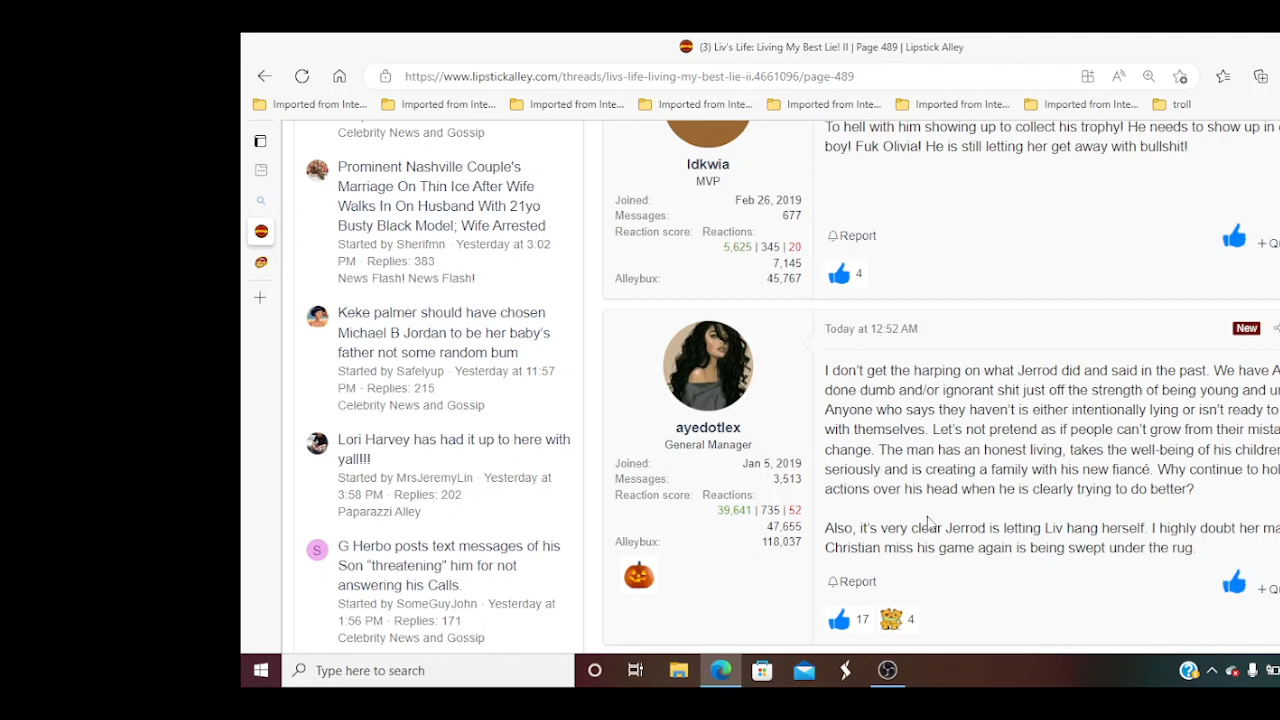 (3) Liv's Life: Living My Best Lie! II | Page 489 | Lipstick Alley
https://www.lipstickalley.com/threads/livs-life-living-my-best-lie-ii.4661096/page-489
Imported from Inte...
Imported from Inte...
Imported from Inte...
Imported from Inte...
Imported from Inte...
Imported from Inte...
Imported from Inte...
troll
Celebrity News and Gossip
Prominent Nashville Couple's
Marriage On Thin Ice After Wife
Walks In On Husband With 21yo
Busty Black Model; Wife Arrested
Started by Sherifmn · Yesterday at 3:02
PM · Replies: 383
News Flash! News Flash!
Keke palmer should have chosen
Michael B Jordan to be her baby's
father not some random bum
Started by Safelyup · Yesterday at 11:57
PM · Replies: 215
Celebrity News and Gossip
Lori Harvey has had it up to here with
yall!!!
Started by MrsJeremyLin · Yesterday at
3:58 PM · Replies: 202
Paparazzi Alley
S
G Herbo posts text messages of his
Son “threatening” him for not
answering his Calls.
Started by SomeGuyJohn · Yesterday at
1:56 PM · Replies: 171
Celebrity News and Gossip
Idkwia
MVP
Joined: Feb 26, 2019
Messages: 677
Reaction score: Reactions:
5,625 | 345 | 20
7,145
Alleybux: 45,767
To hell with him showing up to collect his trophy! He needs to show up in
boy! Fuk Olivia! He is still letting her get away with bullshit!
Report
+
4
ayedotlex
General Manager
Joined: Jan 5, 2019
Messages: 3,513
Reaction score: Reactions:
39,641 | 735 | 52
47,655
Alleybux: 118,037
Today at 12:52 AM
New
I don't get the harping on what Jerrod did and said in the past. We have
done dumb and/or ignorant shit just off the strength of being young and
Anyone who says they haven't is either intentionally lying or isn't ready to
with themselves. Let's not pretend as if people can't grow from their
change. The man has an honest living, takes the well-being of his
seriously and is creating a family with his new fiancé. Why continue to
actions over his head when he is clearly trying to do better?
Also, it's very clear Jerrod is letting Liv hang herself. I highly doubt her
Christian miss his game again is being swept under the rug.
Report
+
17
4
Type here to search